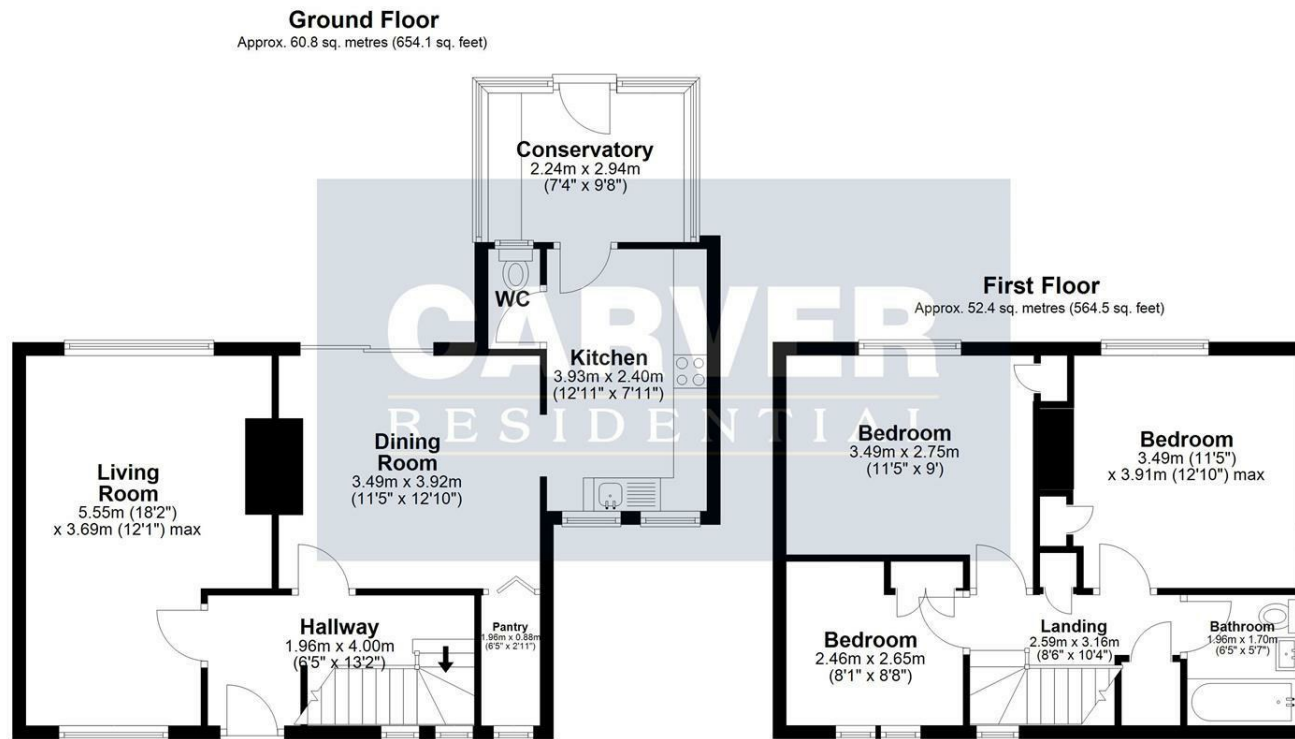 Ground Floor
Approx. 60.8 sq. metres (654.1 sq. feet)
Conservatory
2.24m x 2.94m
(7'4" x 9'8")
WC
Kitchen
3.93m x 2.40m
(12'11" x 7'11")
Living
Room
5.55m (18'2")
x 3.69m (12'1") max
Dining
Room
3.49m x 3.92m
(11'5" x 12'10")
Hallway
1.96m x 4.00m
(6'5" x 13'2")
Pantry
1.96m x 0.88m
(6'5" x 2'11")
First Floor
Approx. 52.4 sq. metres (564.5 sq. feet)
Bedroom
3.49m x 2.75m
(11'5" x 9')
Bedroom
3.49m (11'5")
x 3.91m (12'10") max
Bedroom
2.46m x 2.65m
(8'1" x 8'8")
Landing
2.59m x 3.16m
(8'6" x 10'4")
Bathroom
1.96m x 1.70m
(6'5" x 5'7")
CARVER
RESIDENTIAL